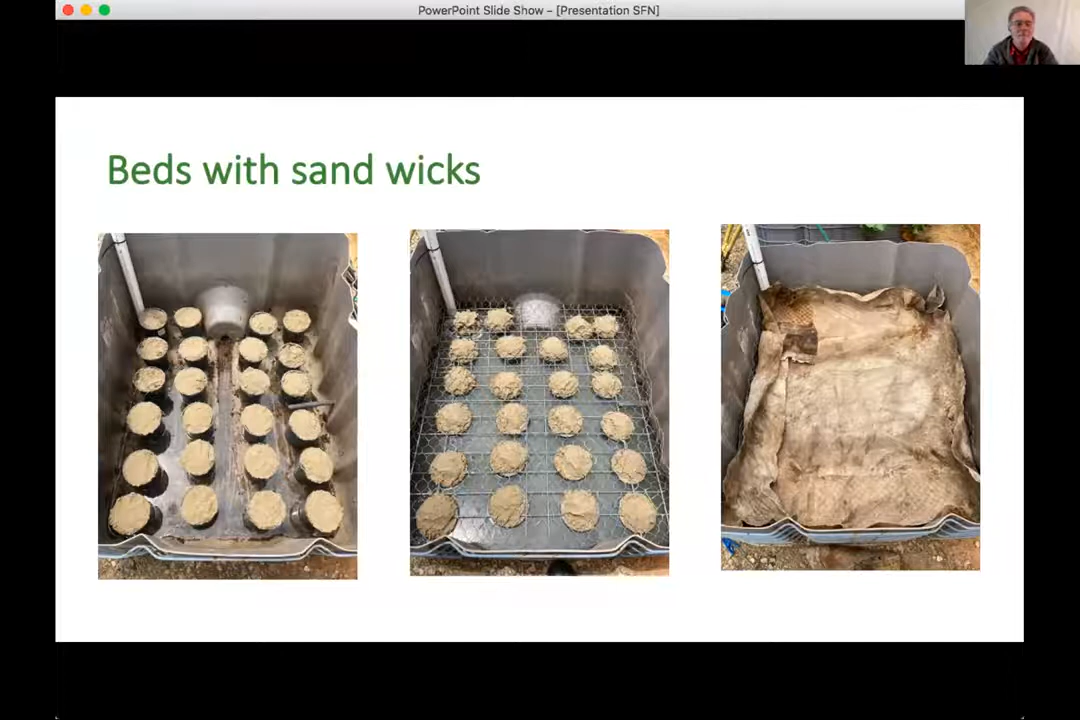 PowerPoint Slide Show – [Presentation SFN]
Beds with sand wicks